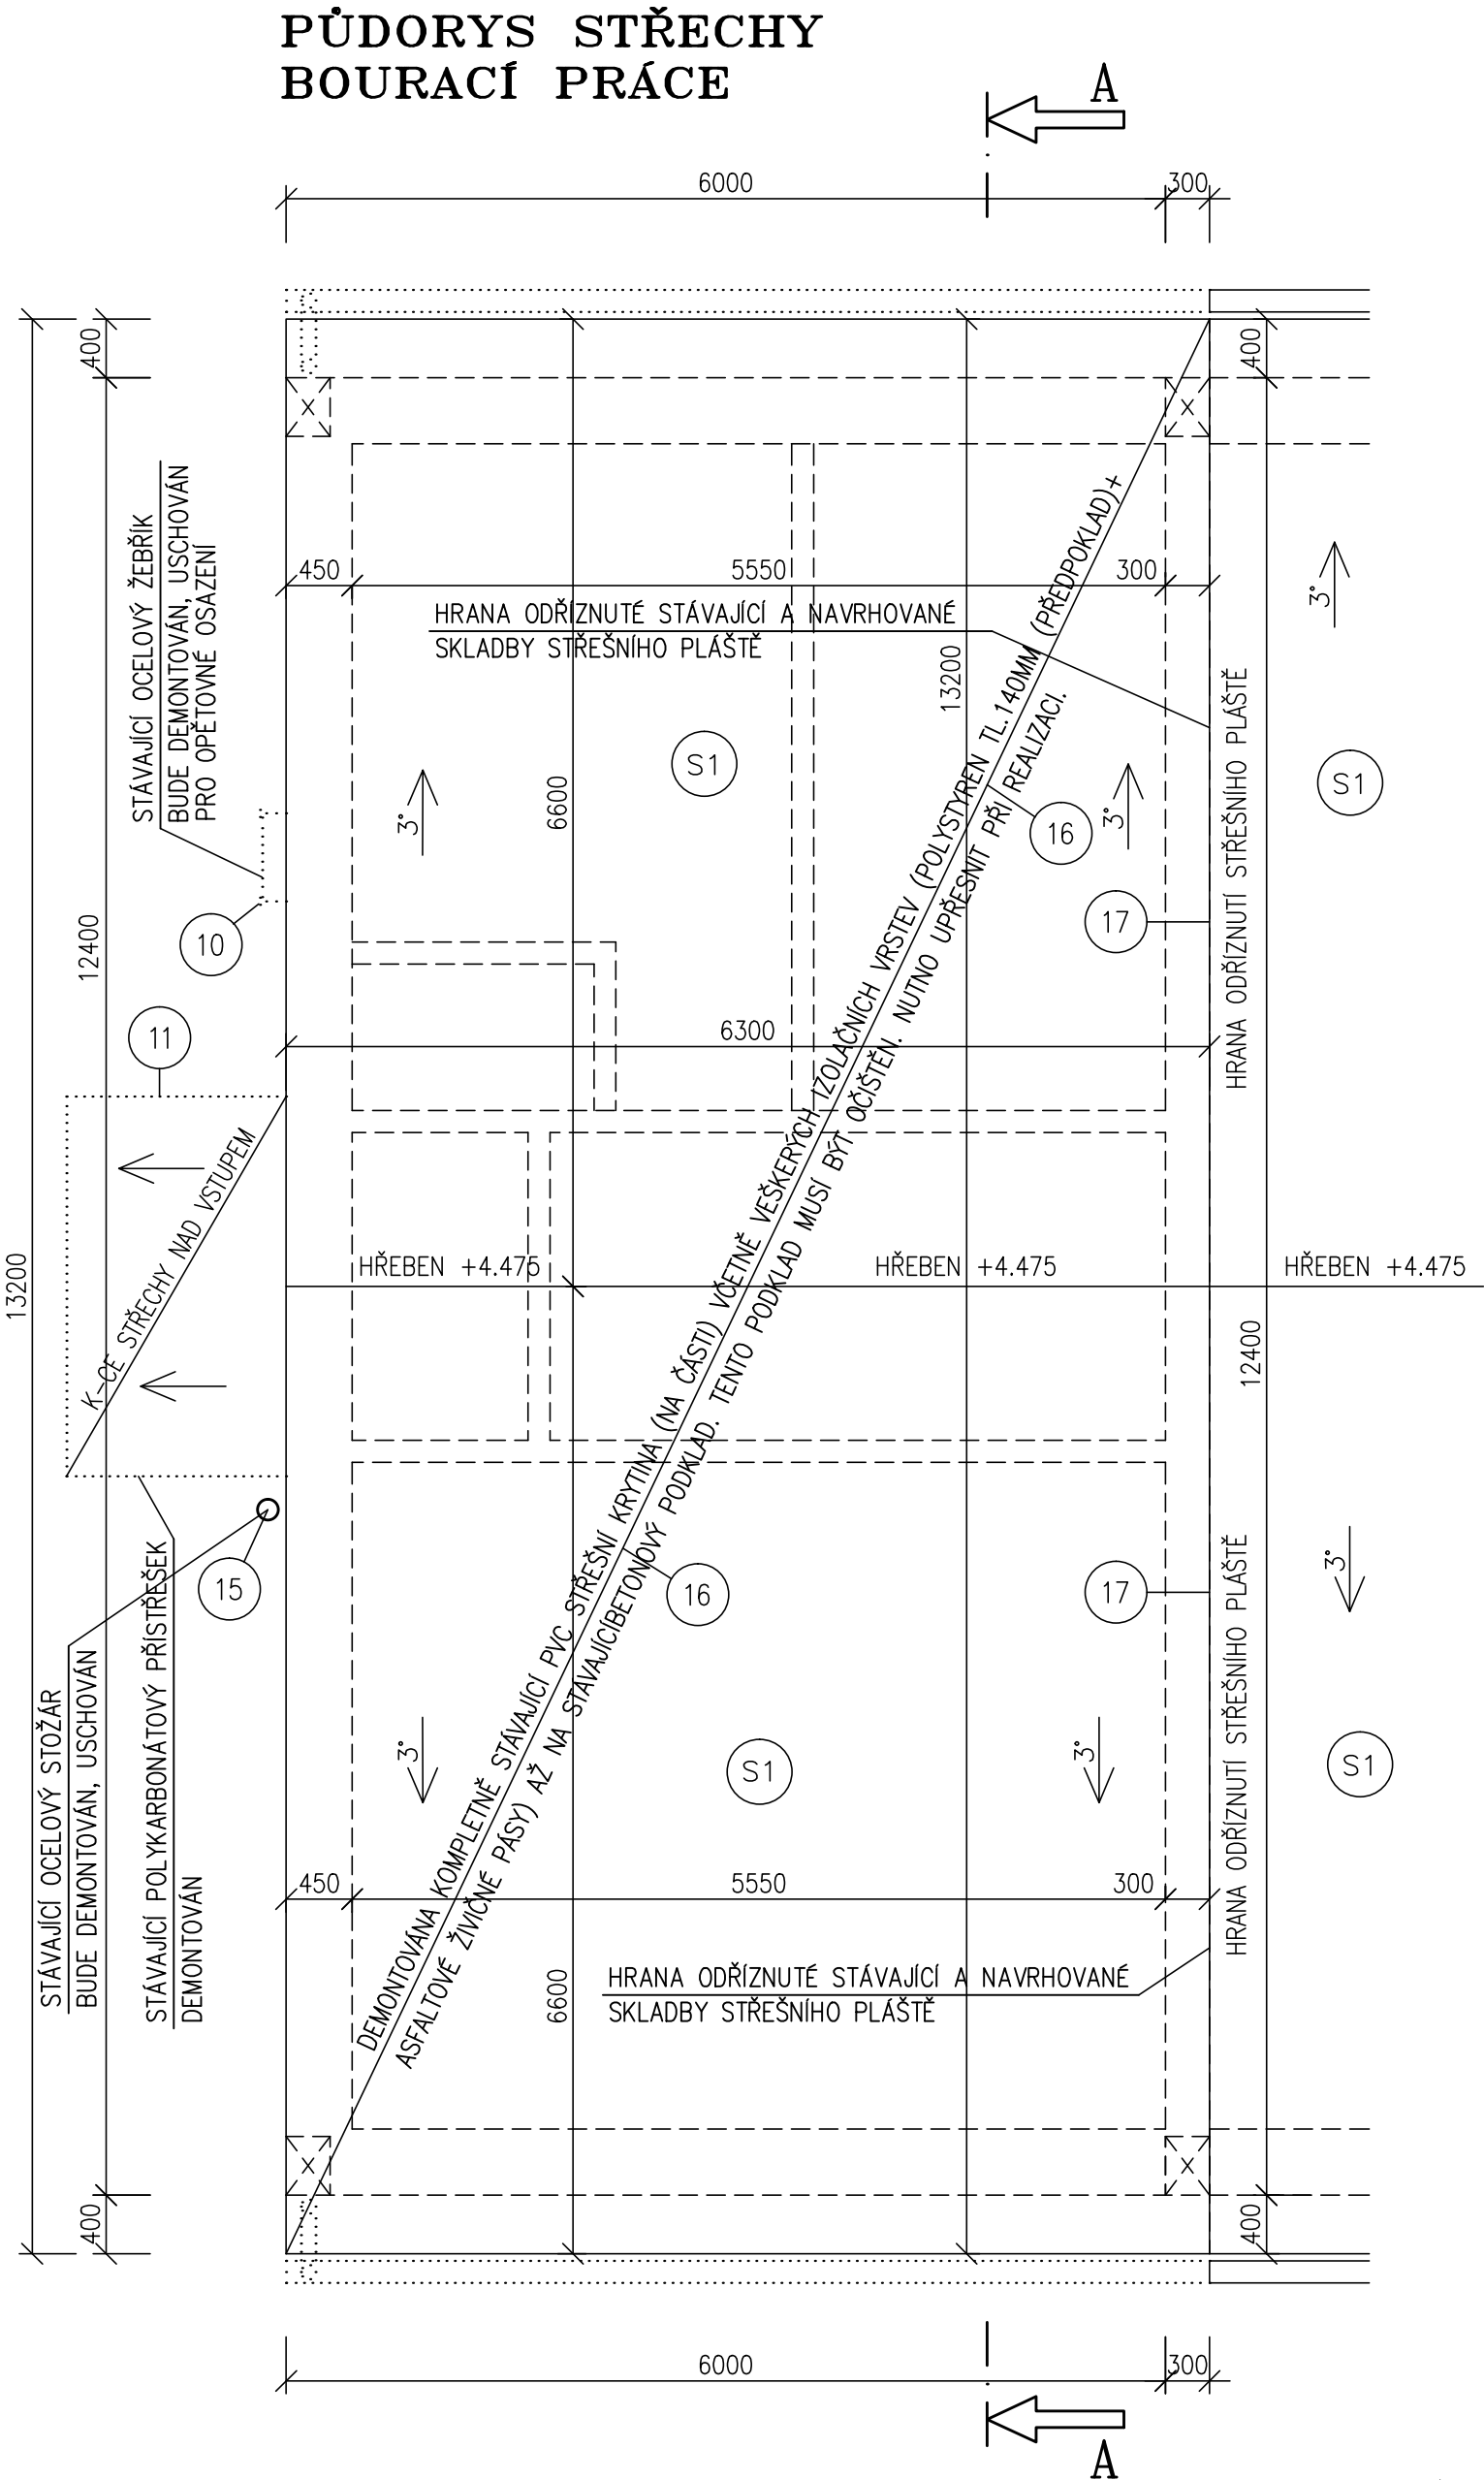 PŮDORYS STŘECHY
BOURACÍ PRÁCE
A
6000
300
400
400
STÁVAJÍCÍ OCELOVÝ ŽEBŘÍK
BUDE DEMONTOVÁN, USCHOVÁN
PRO OPĚTOVNÉ OSAZENÍ
450
5550
300
3°
HRANA ODŘÍZNUTÉ STÁVAJÍCÍ A NAVRHOVANÉ
SKLADBY STŘEŠNÍHO PLÁŠTĚ
13200
HRANA ODŘÍZNUTÍ STŘEŠNÍHO PLÁŠTĚ
S1
S1
6600
3°
3°
16
17
10
12400
11
6300
K-CE STŘECHY NAD VSTUPEM
13200
HŘEBEN +4.475
HŘEBEN +4.475
HŘEBEN +4.475
12400
DEMONTOVÁNA KOMPLETNĚ STÁVAJÍCÍ PVC STŘEŠNÍ KRYTINA (NA ČÁSTI) VČETNĚ VEŠKERÝCH IZOLAČNÍCH VRSTEV (POLYSTYREN TL.140MM (PŘEDPOKLAD)+
ASFALTOVÉ ŽIVIČNÉ PÁSY) AŽ NA STÁVAJÍCÍBETONOVÝ PODKLAD. TENTO PODKLAD MUSÍ BÝT OČIŠTĚN. NUTNO UPŘESNIT PŘI REALIZACI.
15
16
17
3°
STÁVAJÍCÍ OCELOVÝ STOŽÁR
BUDE DEMONTOVÁN, USCHOVÁN
STÁVAJÍCÍ POLYKARBONÁTOVÝ PŘÍSTŘEŠEK
DEMONTOVÁN
3°
3°
S1
S1
HRANA ODŘÍZNUTÍ STŘEŠNÍHO PLÁŠTĚ
450
5550
300
6600
HRANA ODŘÍZNUTÉ STÁVAJÍCÍ A NAVRHOVANÉ
SKLADBY STŘEŠNÍHO PLÁŠTĚ
400
400
6000
300
A